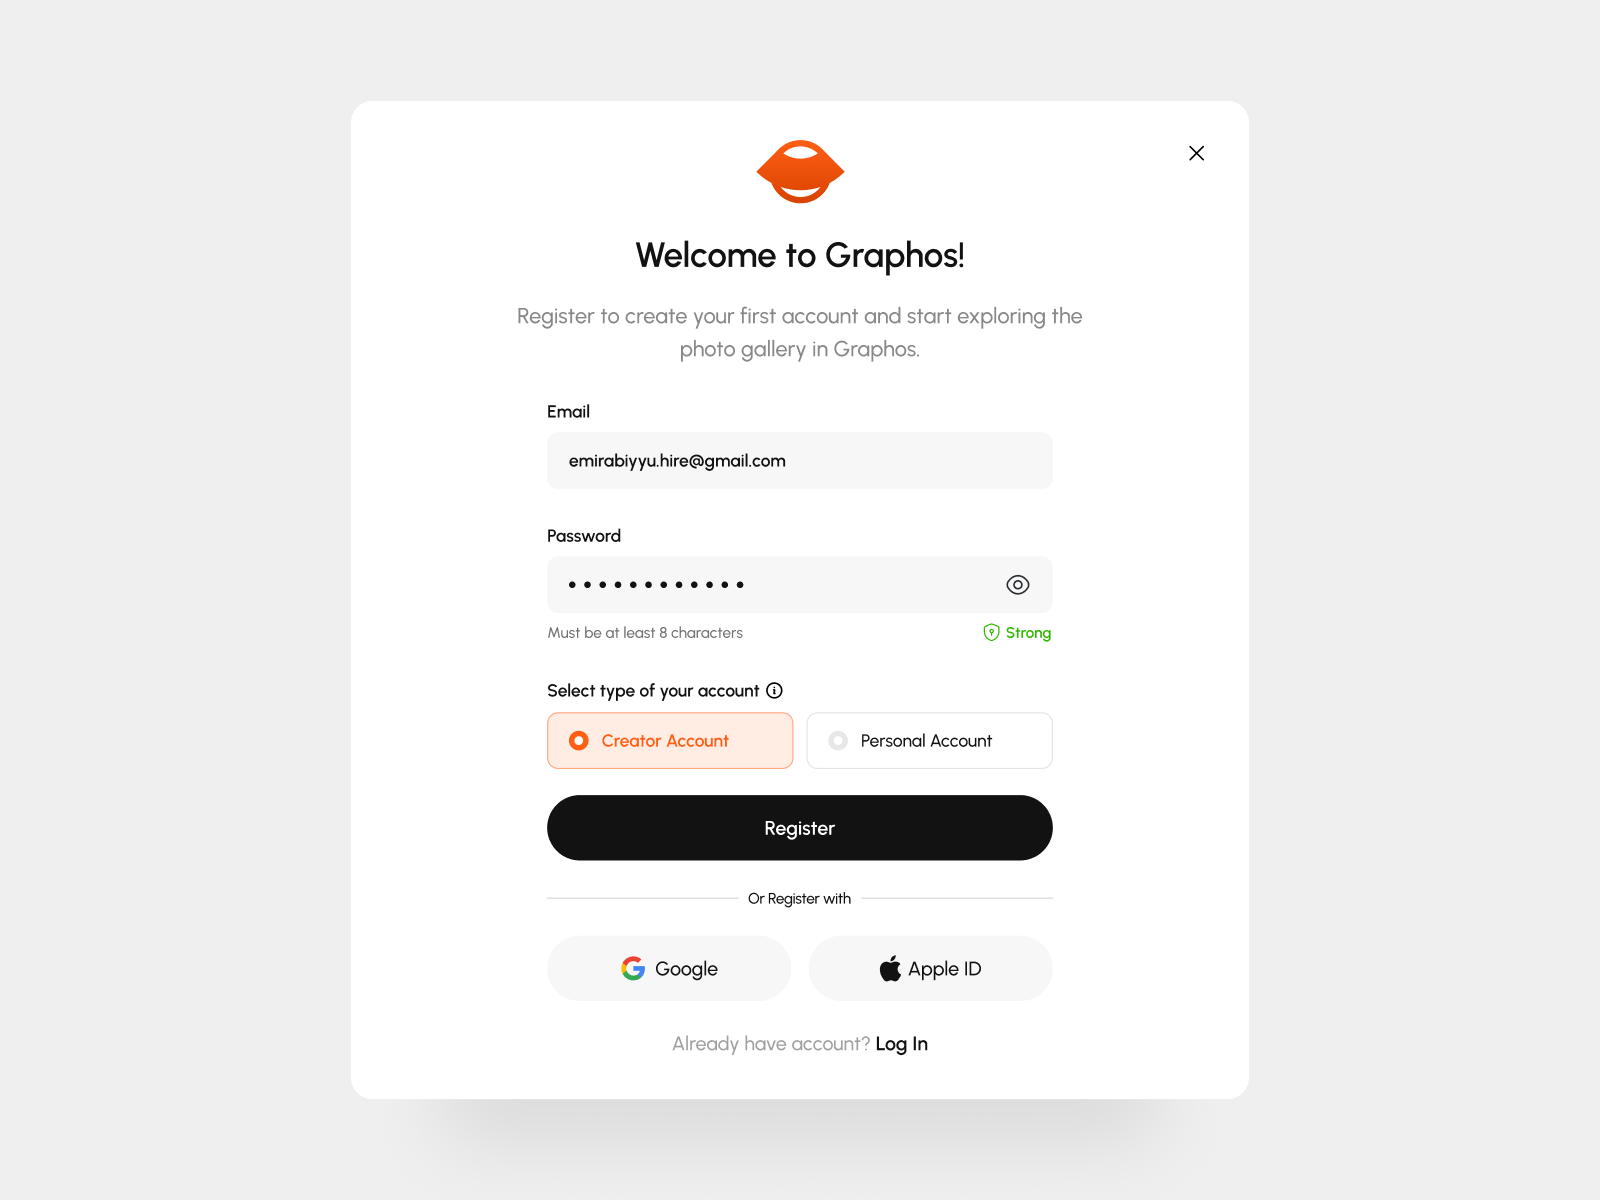 Welcome to Graphos!
Register to create your first account and start exploring the
photo gallery in Graphos.
Email
emirabiyyu.hire@gmail.com
Password
Must be at least 8 characters
Strong
Select type of your account
Creator Account
Personal Account
Register
Or Register with
Google
Apple ID
Already have account? Log In